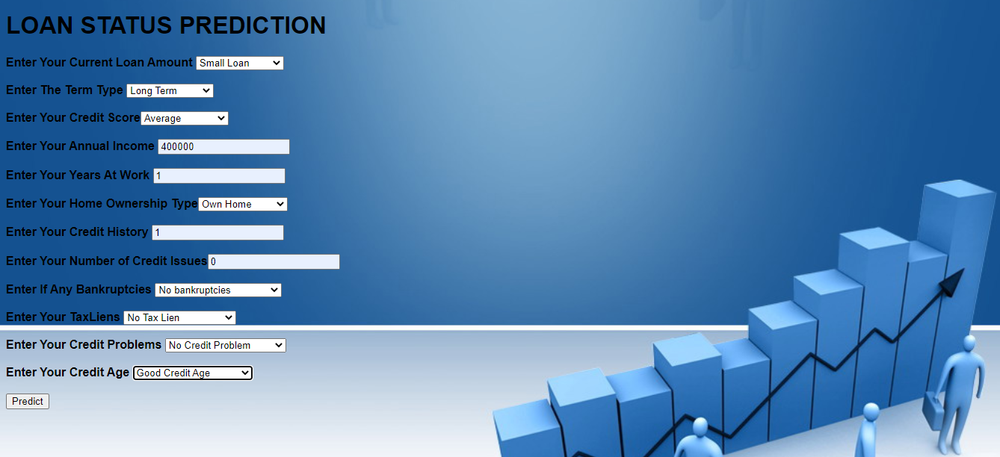 LOAN STATUS PREDICTION
Enter Your Current Loan Amount Small Loan
Enter The Term Type Long Term
Enter Your Credit Score Average
Enter Your Annual Income 400000
Enter Your Years At Work 1
Enter Your Home Ownership Type Own Home
Enter Your Credit History 1
Enter Your Number of Credit Issues 0
Enter If Any Bankruptcies No bankruptcies
Enter Your TaxLiens No Tax Lien
Enter Your Credit Problems No Credit Problem
Enter Your Credit Age Good Credit Age
Predict